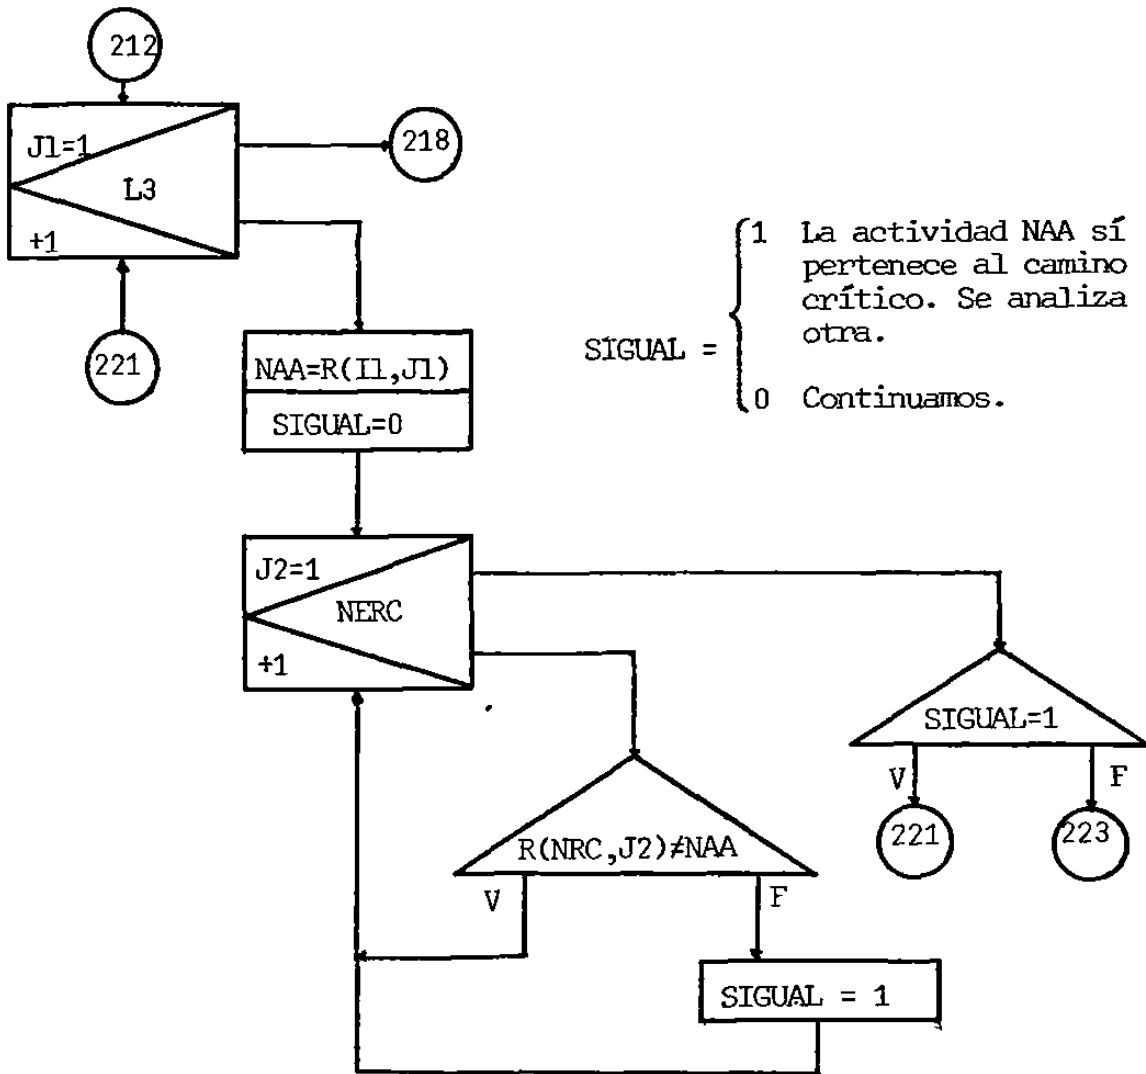 212
J1=1
L3
+1
218
221
NAA=R(I1,J1)
SIGUAL=0
SIGUAL =
1 La actividad NAA sí
pertenece al camino
crítico. Se analiza
otra.
0 Continuamos.
J2=1
NERC
+1
SIGUAL=1
V
F
221
223
R(NRC,J2)≠NAA
V
F
SIGUAL = 1